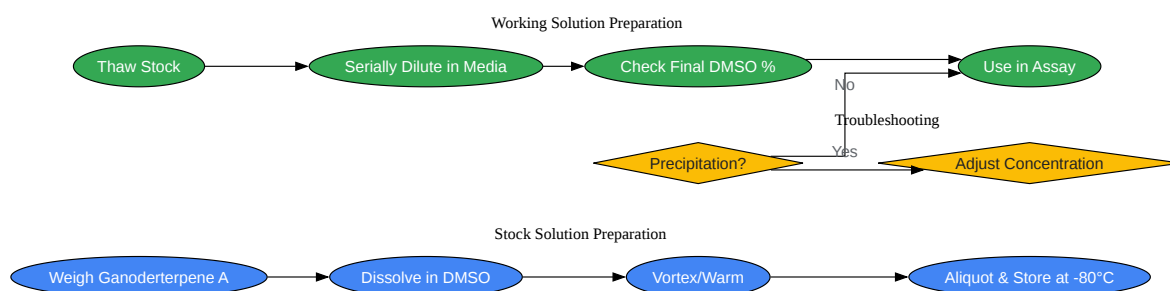 Working Solution Preparation
Thaw Stock
Serially Dilute in Media
Check Final DMSO %
Use in Assay
No
Troubleshooting
Yes
Precipitation?
Adjust Concentration
Stock Solution Preparation
Weigh Ganoderterpene A
Dissolve in DMSO
Vortex/Warm
Aliquot & Store at -80°C